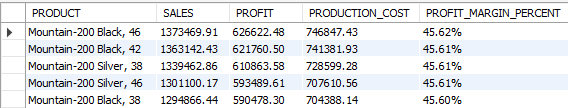 PRODUCT SALES PROFIT PRODUCTION_COST PROFIT_MARGIN_PERCENT
Mountain-200 Black, 46 1373469.91 626622.48 746847.43 45.62%
Mountain-200 Black, 42 1363142.43 621760.50 741381.93 45.61%
Mountain-200 Silver, 38 1339462.86 610863.58 728599.28 45.61%
Mountain-200 Silver, 46 1301100.17 593489.61 707610.56 45.61%
Mountain-200 Black, 38 1294866.44 590478.30 704388.14 45.60%